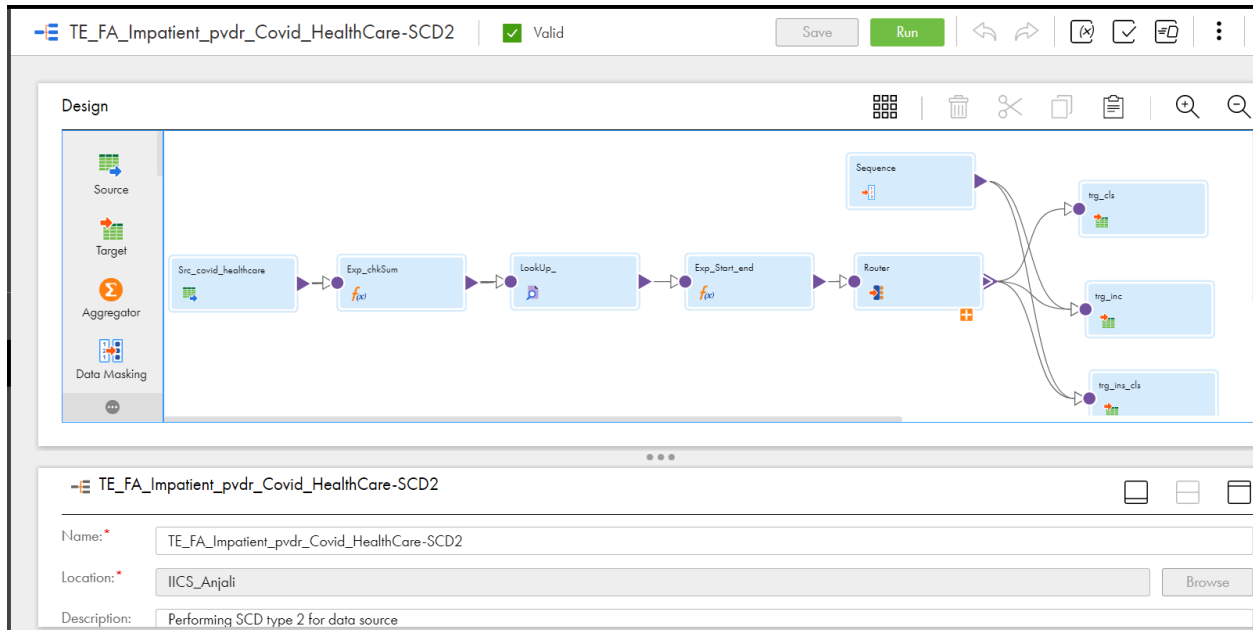 TE_FA_Impatient_pvdr_Covid_HealthCare-SCD2
Valid
Save
Run
Design
Source
Target
Aggregator
Data Masking
Src_covid_healthcare
Exp_chkSum
f(x)
LookUp_
Exp_Start_end
f(x)
Sequence
Router
trg_cls
trg_inc
trg_ins_cls
TE_FA_Impatient_pvdr_Covid_HealthCare-SCD2
Name:*
TE_FA_Impatient_pvdr_Covid_HealthCare-SCD2
Location:*
IICS_Anjali
Browse
Description:
Performing SCD type 2 for data source